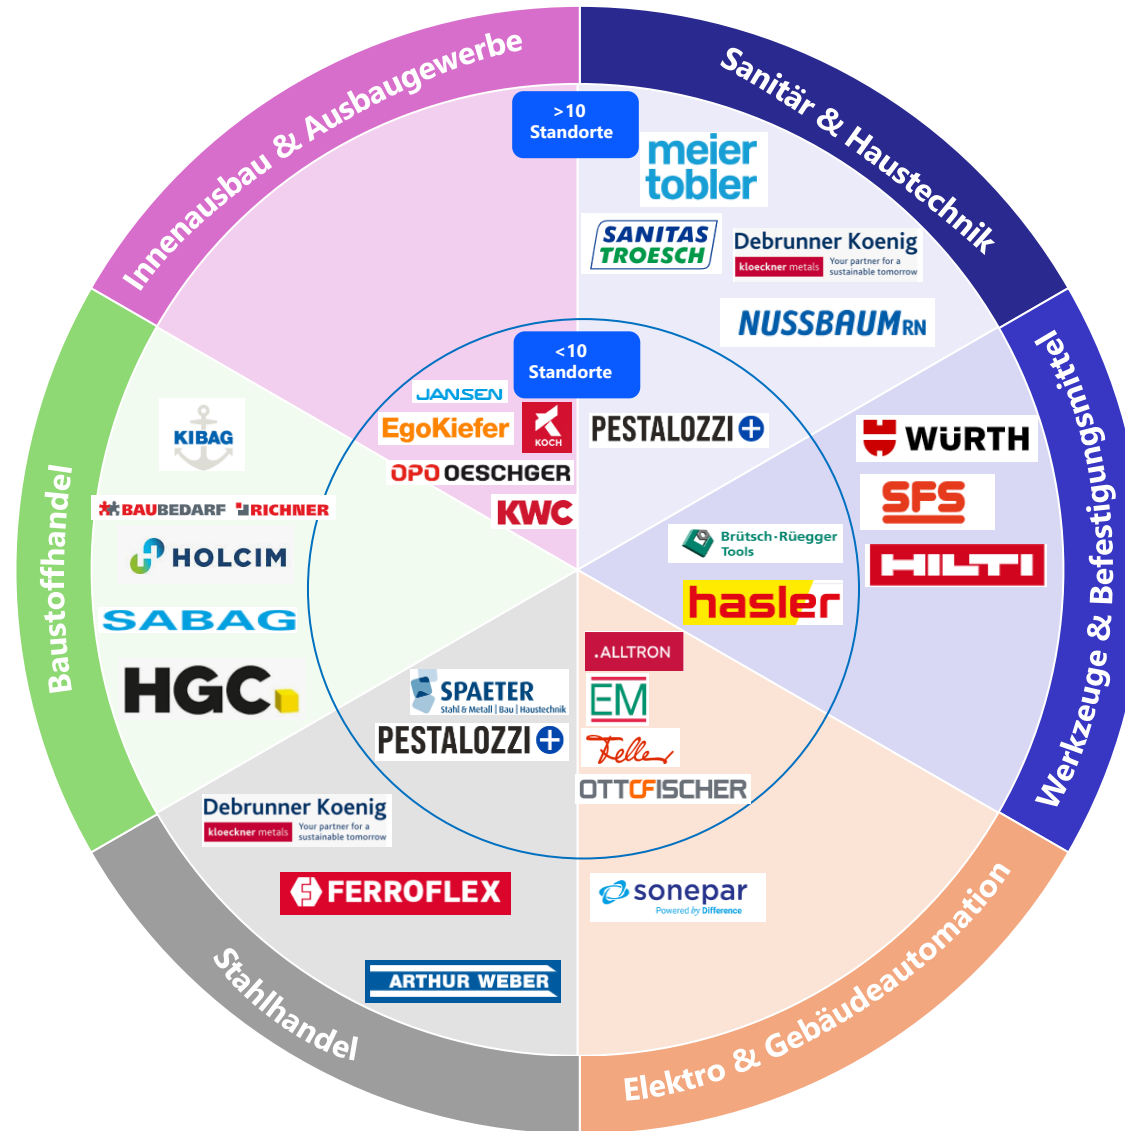 Innenausbau & Ausbaugewerbe
Sanitär & Haustechnik
>10
Standorte
meier
tobler
SANITAS
TROESCH
Debrunner Koenig
kloeckner metals
Your partner for a
sustainable tomorrow
NUSSBAUM RN
<10
Standorte
JANSEN
EgoKiefer
KOCH
OPO OESCHGER
KWC
PESTALOZZI
Werkzeuge & Befestigungsmittel
WÜRTH
SFS
HILTI
Brütsch·Rüegger
Tools
hasler
Baustoffhandel
KIBAG
BAUBEDARF RICHNER
HOLCIM
SABAG
HGC
SPAETER
Stahl & Metall | Bau | Haustechnik
PESTALOZZI
Debrunner Koenig
kloeckner metals
Your partner for a
sustainable tomorrow
FERROFLEX
ARTHUR WEBER
Stahlhandel
.ALLTRON
EM
Feller
OTTO FISCHER
sonepar
Powered by Difference
Elektro & Gebäudeautomation